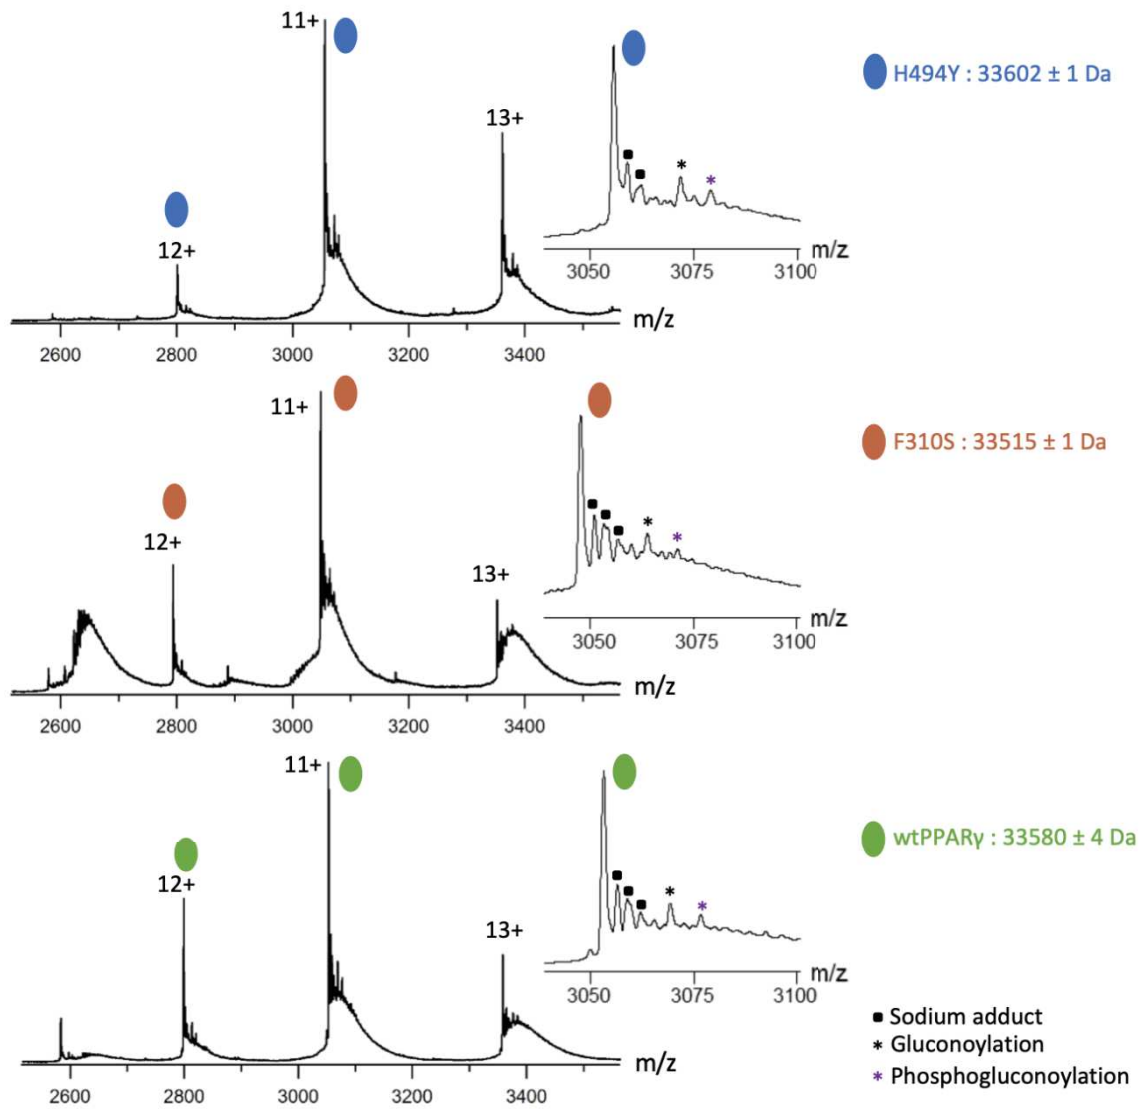 11+
H494Y : 33602 ± 1 Da
13+
12+
3050 3075 3100
m/z
m/z
2600 2800 3000 3200 3400
11+
F310S : 33515 ± 1 Da
12+
13+
3050 3075 3100
m/z
m/z
2600 2800 3000 3200 3400
11+
wtPPARγ : 33580 ± 4 Da
12+
13+
3050 3075 3100
m/z
m/z
2600 2800 3000 3200 3400
■ Sodium adduct
* Gluconoylation
* Phosphogluconoylation